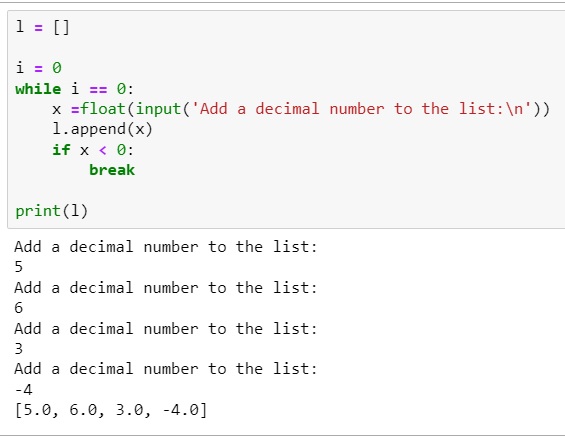 l = []
i = 0
while i == 0:
    x =float(input('Add a decimal number to the list:\n'))
    l.append(x)
    if x < 0:
        break
print(l)
Add a decimal number to the list:
5
Add a decimal number to the list:
6
Add a decimal number to the list:
3
Add a decimal number to the list:
-4
[5.0, 6.0, 3.0, -4.0]